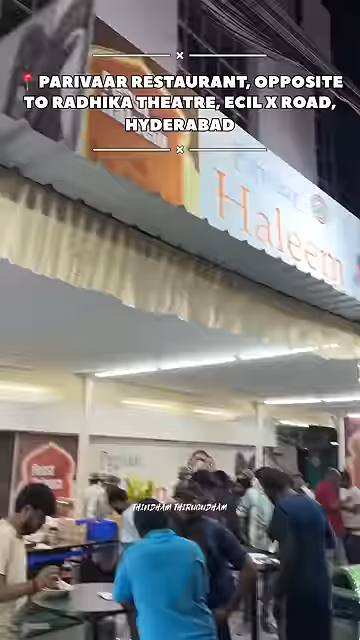 📍 PARIVAAR RESTAURANT, OPPOSITE
TO RADHIKA THEATRE, ECIL X ROAD,
HYDERABAD
Haleem
THINDHAM THIRUGUDHAM